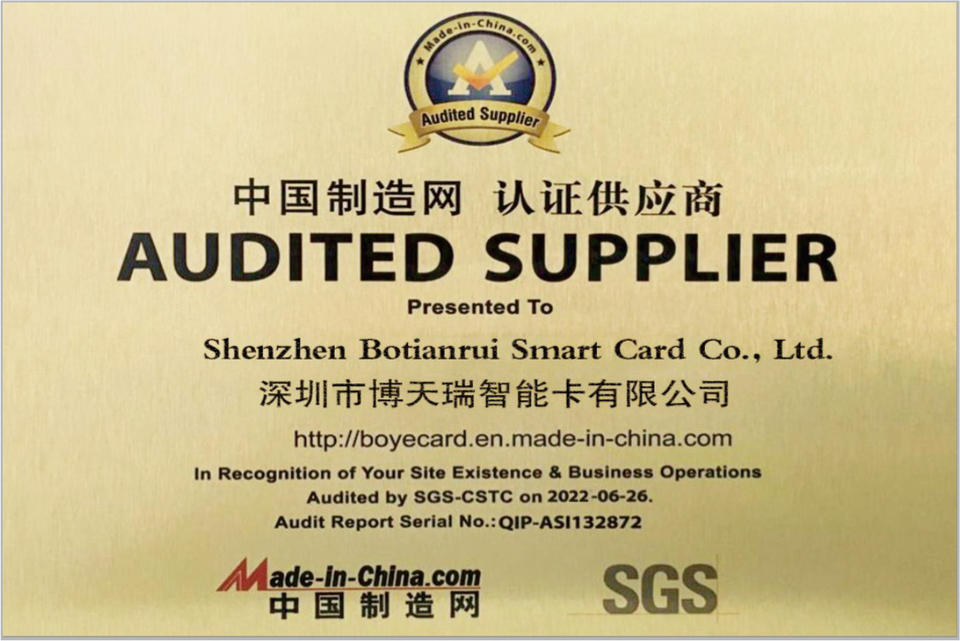 Made-in-China.com
A
Audited Supplier
中国制造网 认证供应商
AUDITED SUPPLIER
Presented To
Shenzhen Botianrui Smart Card Co., Ltd.
深圳市博天瑞智能卡有限公司
http://boyecard.en.made-in-china.com
In Recognition of Your Site Existence & Business Operations
Audited by SGS-CSTC on 2022-06-26.
Audit Report Serial No.:QIP-ASI132872
Made-in-China.com
中国制造网
SGS